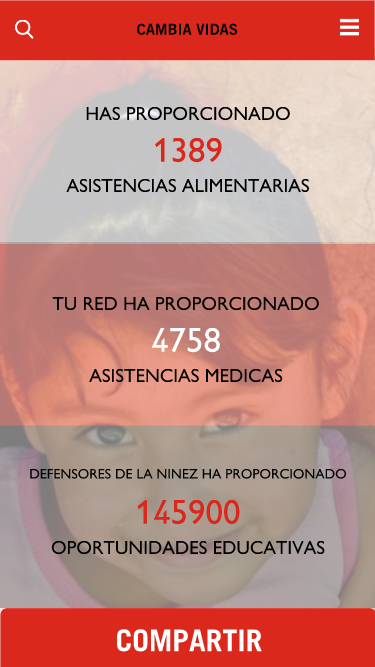 CAMBIA VIDAS
HAS PROPORCIONADO
1389
ASISTENCIAS ALIMENTARIAS
TU RED HA PROPORCIONADO
4758
ASISTENCIAS MEDICAS
DEFENSORES DE LA NINEZ HA PROPORCIONADO
145900
OPORTUNIDADES EDUCATIVAS
COMPARTIR